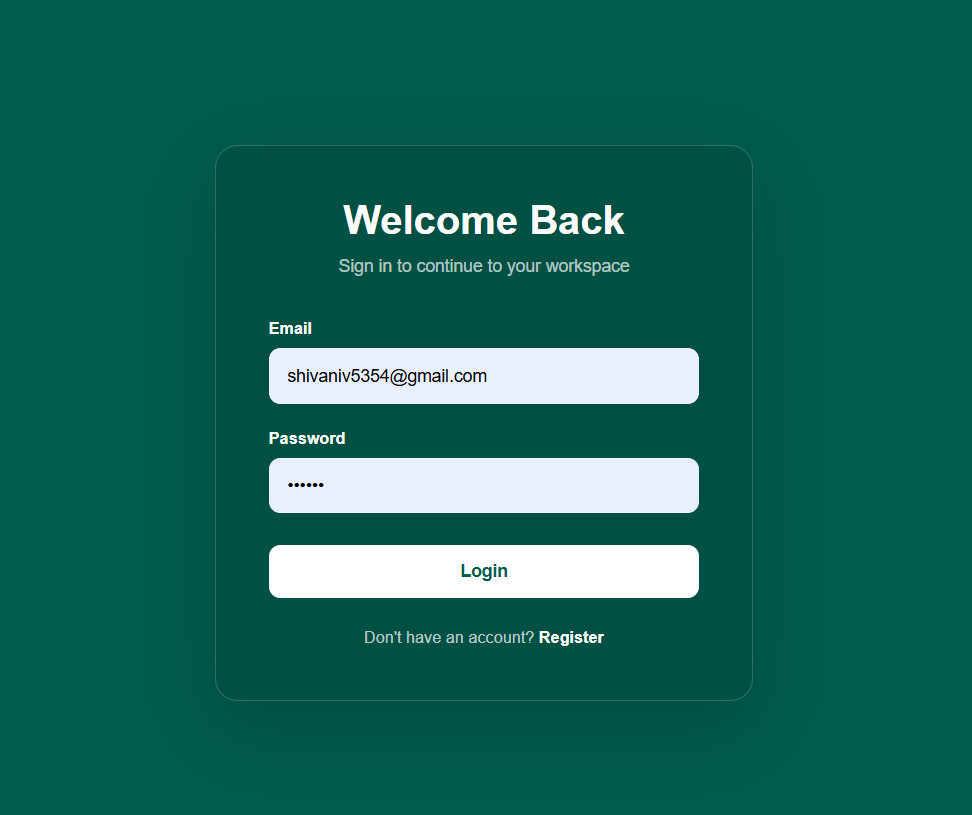 Welcome Back
Sign in to continue to your workspace
Email
shivaniv5354@gmail.com
Password
••••••
Login
Don't have an account? Register